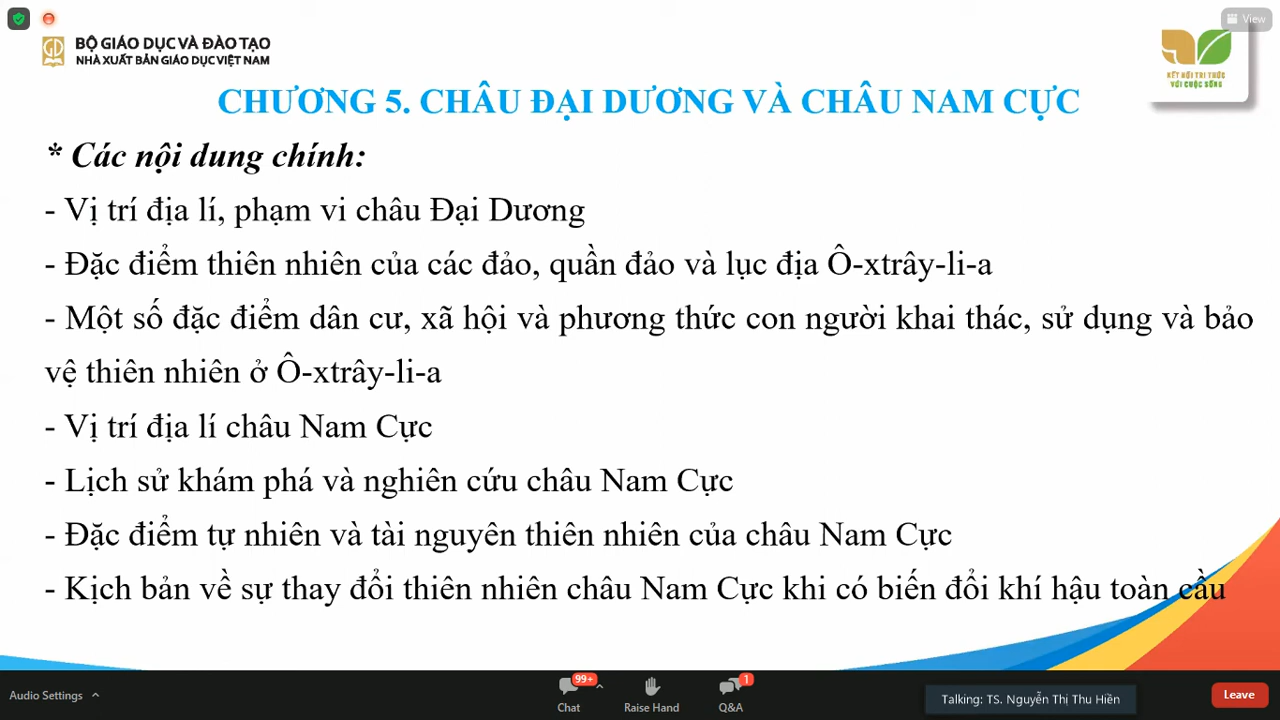 View
BỘ GIÁO DỤC VÀ ĐÀO TẠO
NHÀ XUẤT BẢN GIÁO DỤC VIỆT NAM
KẾT NỐI TRI THỨC
VỚI CUỘC SỐNG
CHƯƠNG 5. CHÂU ĐẠI DƯƠNG VÀ CHÂU NAM CỰC
* Các nội dung chính:
- Vị trí địa lí, phạm vi châu Đại Dương
- Đặc điểm thiên nhiên của các đảo, quần đảo và lục địa Ô-xtrây-li-a
- Một số đặc điểm dân cư, xã hội và phương thức con người khai thác, sử dụng và bảo
vệ thiên nhiên ở Ô-xtrây-li-a
- Vị trí địa lí châu Nam Cực
- Lịch sử khám phá và nghiên cứu châu Nam Cực
- Đặc điểm tự nhiên và tài nguyên thiên nhiên của châu Nam Cực
- Kịch bản về sự thay đổi thiên nhiên châu Nam Cực khi có biến đổi khí hậu toàn cầu
Audio Settings
99+
Chat
Raise Hand
1
Q&A
Talking: TS. Nguyễn Thị Thu Hiền
Leave